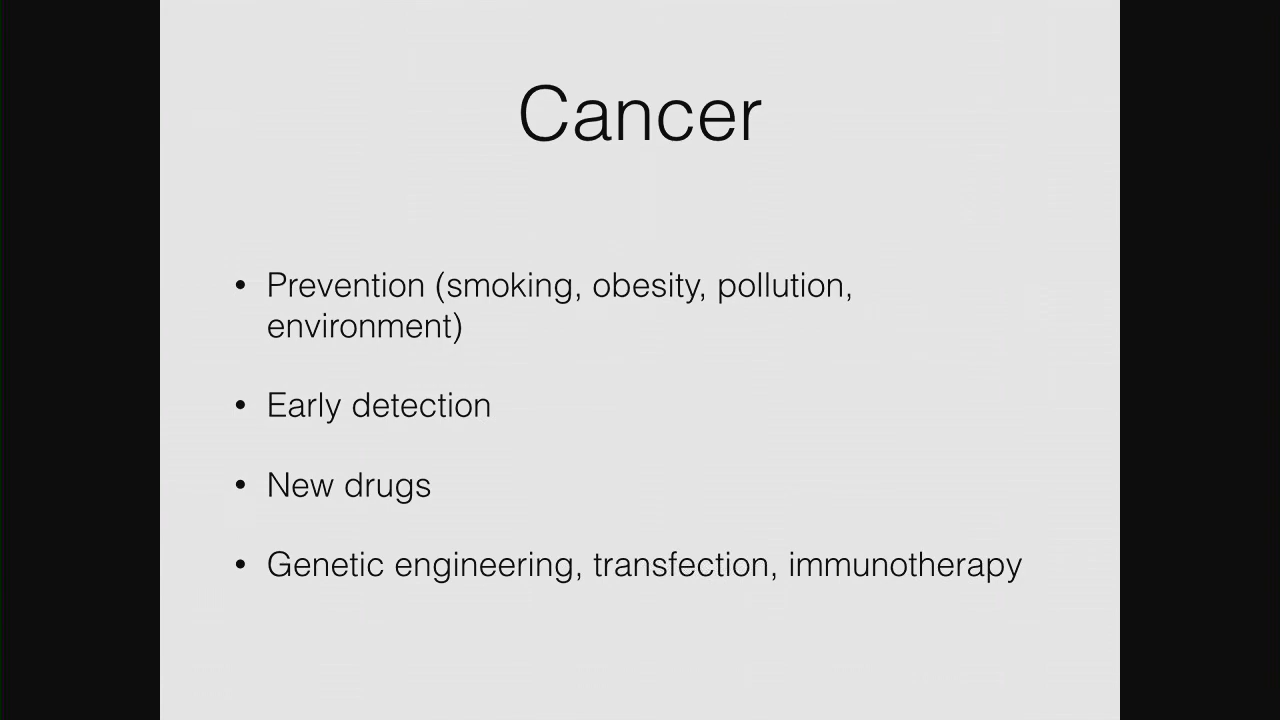 Cancer
• Prevention (smoking, obesity, pollution,
environment)
• Early detection
• New drugs
• Genetic engineering, transfection, immunotherapy